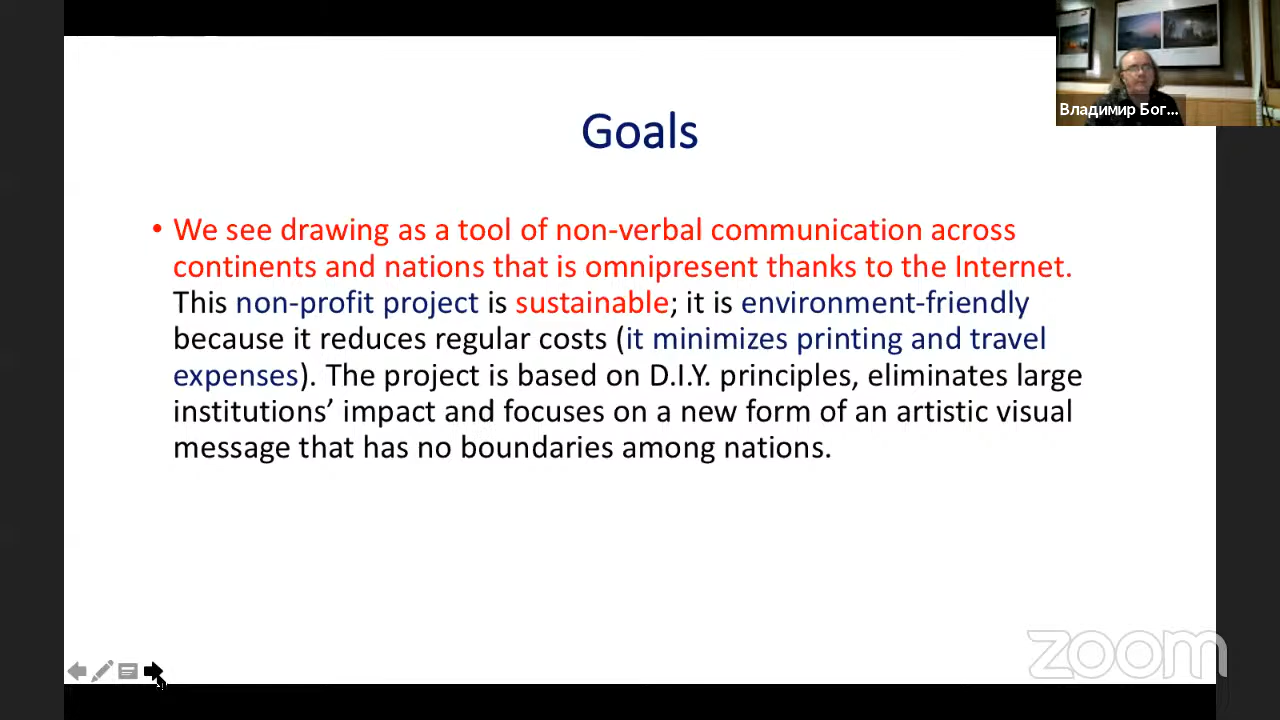 Владимир Бог...
Goals
• We see drawing as a tool of non-verbal communication across
continents and nations that is omnipresent thanks to the Internet.
This non-profit project is sustainable; it is environment-friendly
because it reduces regular costs (it minimizes printing and travel
expenses). The project is based on D.I.Y. principles, eliminates large
institutions’ impact and focuses on a new form of an artistic visual
message that has no boundaries among nations.
zoom